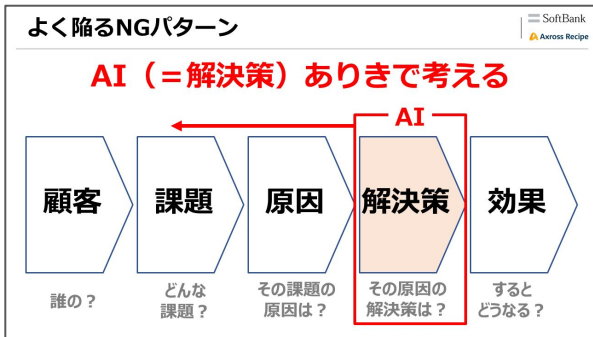 よく陥るNGパターン
SoftBank
Axross Recipe
AI（＝解決策）ありきで考える
AI
顧客
課題
原因
解決策
効果
誰の？
どんな
課題？
その課題の
原因は？
その原因の
解決策は？
すると
どうなる？